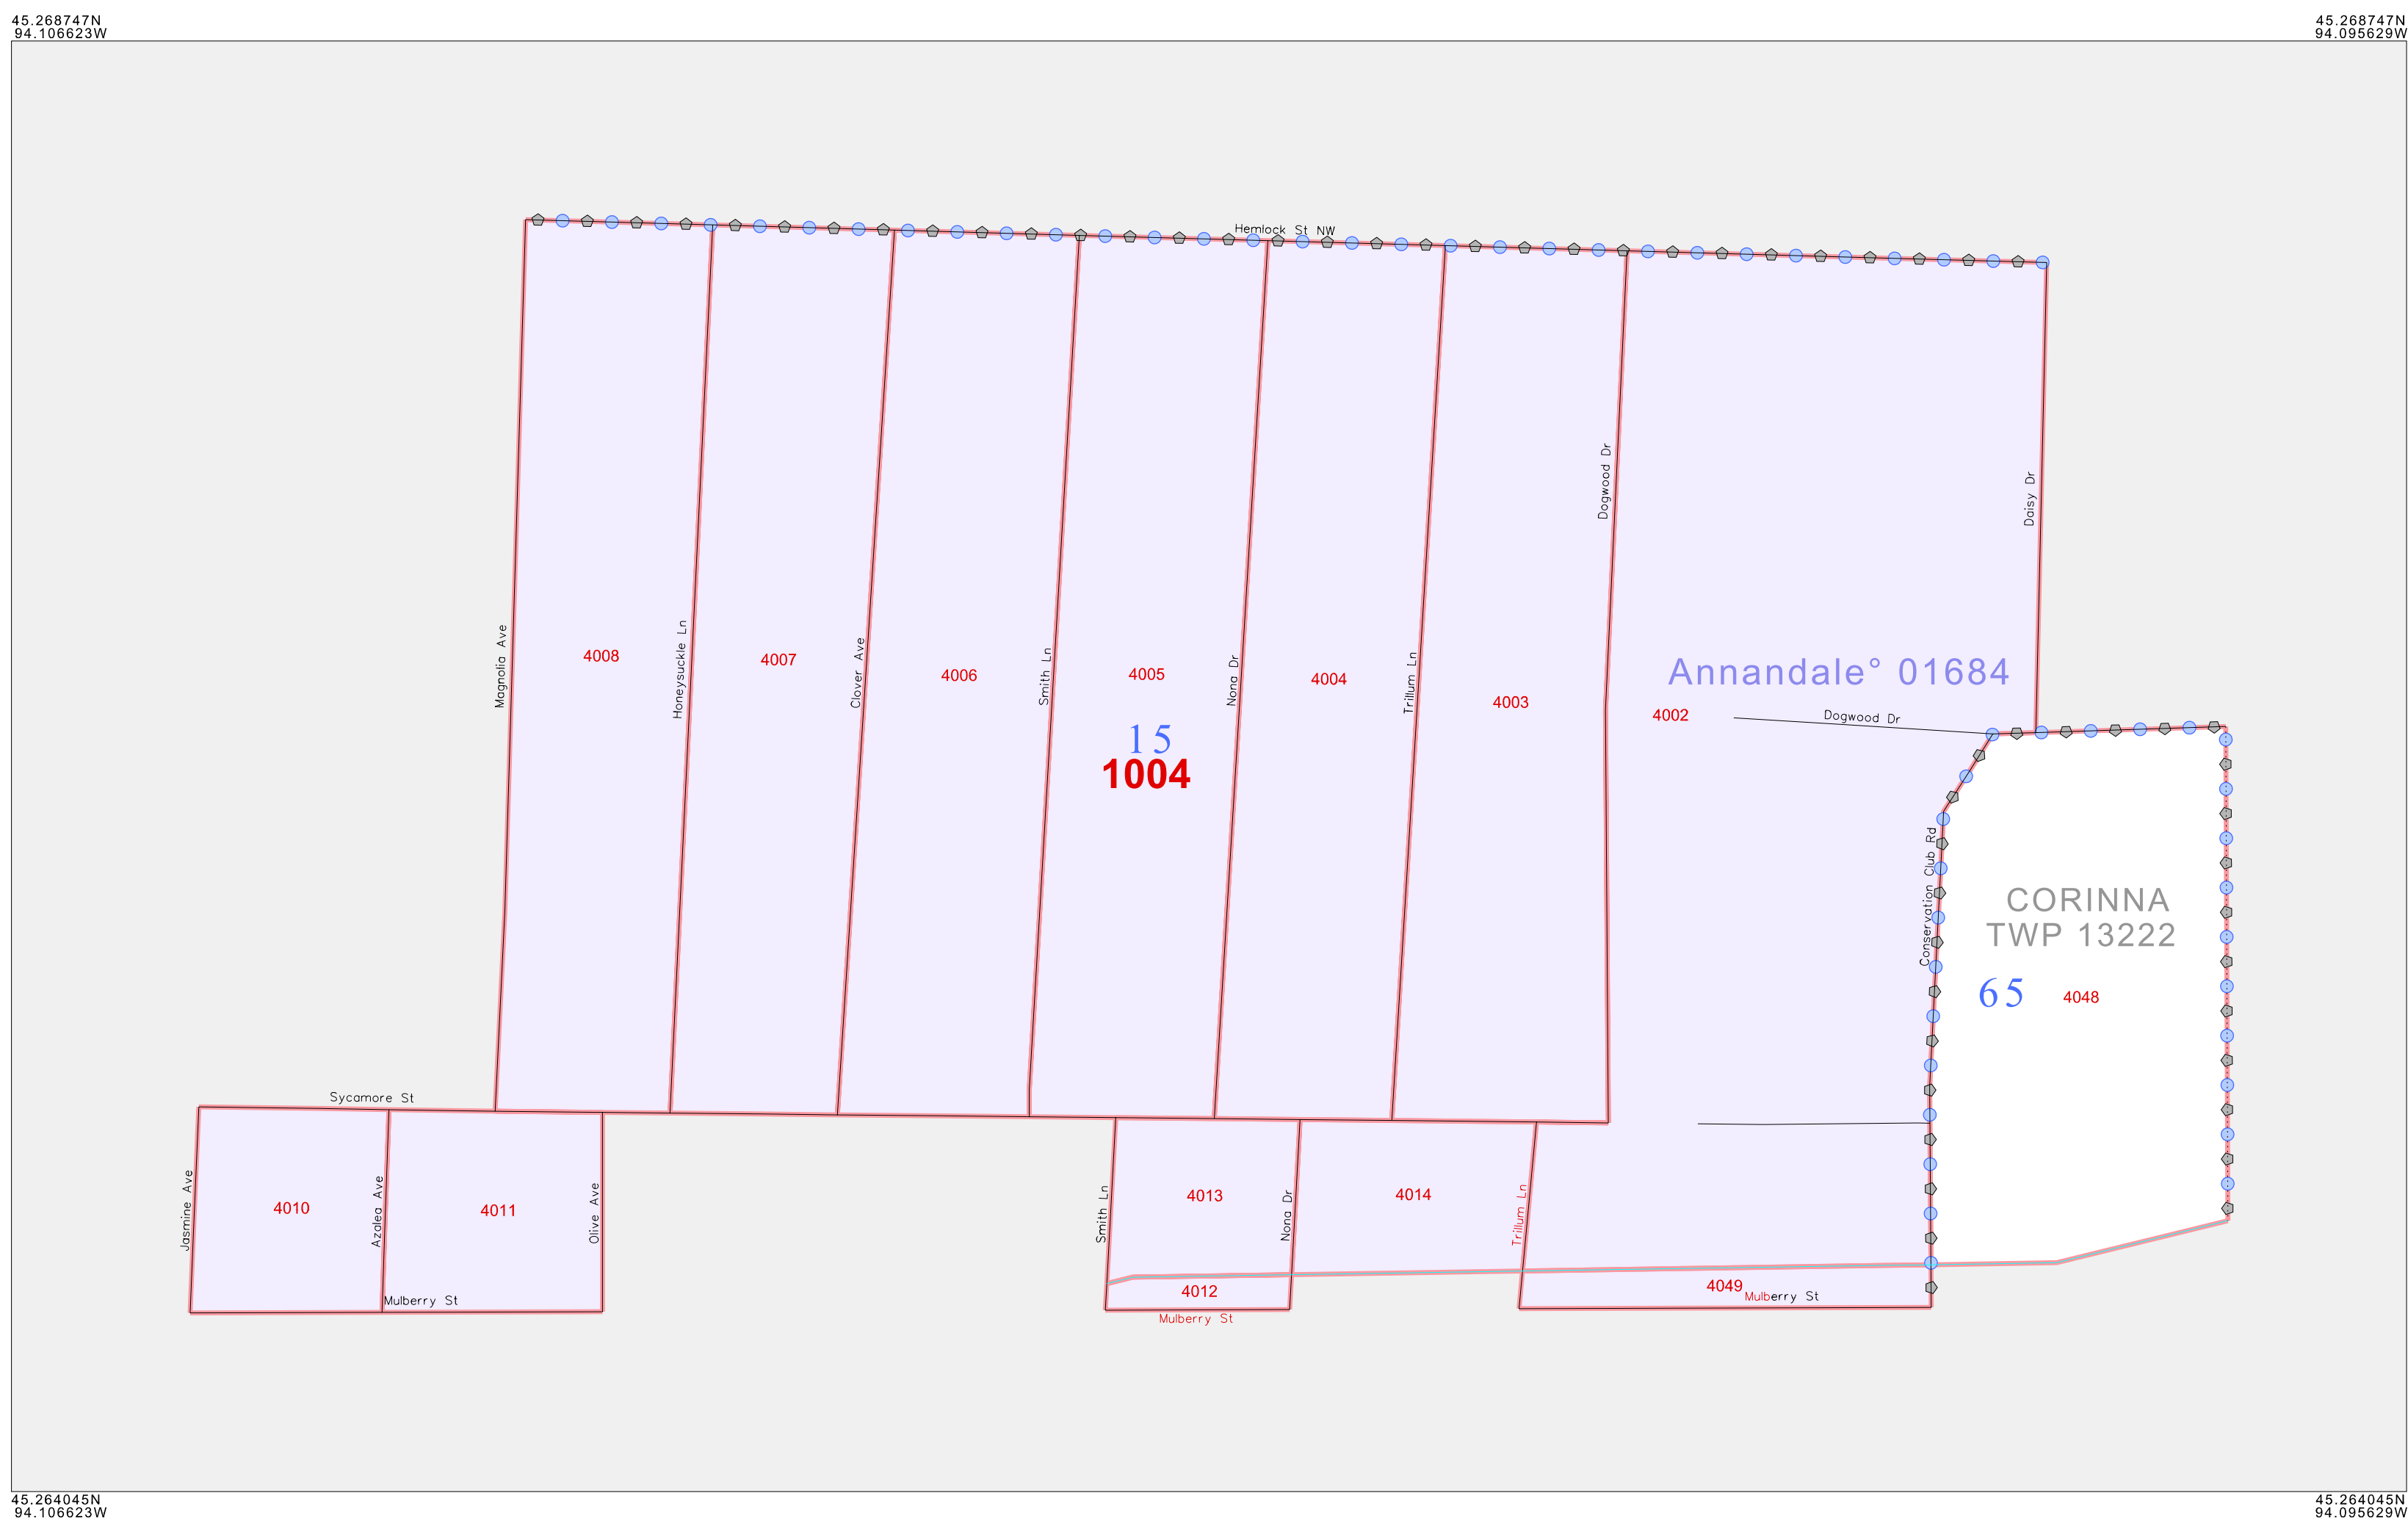 45.268747N
94.106623W
45.268747N
94.095629W
Hemlock St NW
Dogwood Dr
Daisy Dr
Magnolia Ave
Honeysuckle Ln
Clover Ave
Smith Ln
Nona Dr
Trillum Ln
4008
4007
4006
4005
4004
4003
4002
Annandale° 01684
Dogwood Dr
15
1004
Conservation Club Rd
CORINNA
TWP 13222
65
4048
Sycamore St
Jasmine Ave
4010
Azalea Ave
4011
Olive Ave
Smith Ln
4013
Nona Dr
4014
Trillum Ln
4012
4049
Mulberry St
Mulberry St
Mulberry St
45.264045N
94.106623W
45.264045N
94.095629W